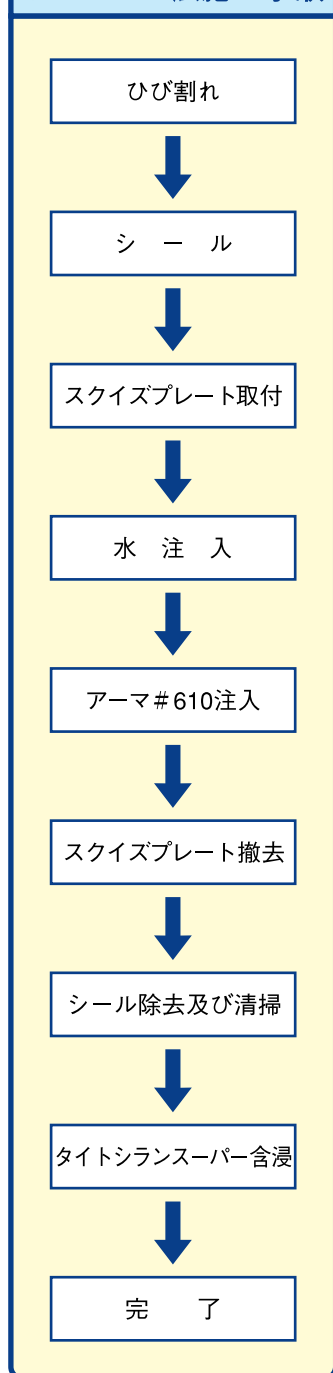 ひび割れ
シール
スクイズプレート取付
水注入
アーマ#610注入
スクイズプレート撤去
シール除去及び清掃
タイトシランスーパー含浸
完了